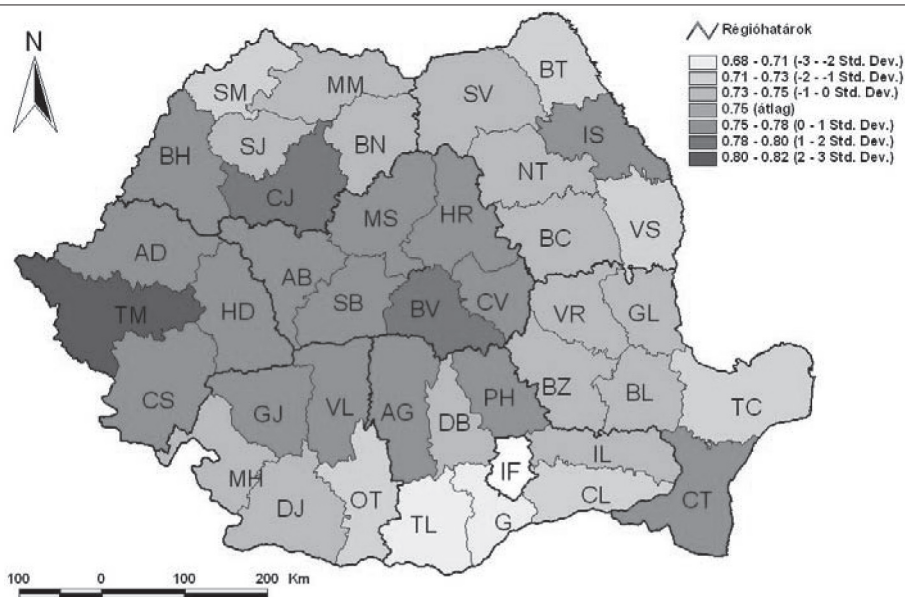 N
Régióhatárok
0.68 - 0.71 (-3 - -2 Std. Dev.)
0.71 - 0.73 (-2 - -1 Std. Dev.)
0.73 - 0.75 (-1 - 0 Std. Dev.)
0.75 (átlag)
0.75 - 0.78 (0 - 1 Std. Dev.)
0.78 - 0.80 (1 - 2 Std. Dev.)
0.80 - 0.82 (2 - 3 Std. Dev.)
SM
MM
SV
BT
BH
SJ
BN
IS
CJ
NT
MS
HR
BC
VS
AD
AB
TM
HD
SB
BV
CV
VR
GL
CS
GJ
VL
AG
PH
BZ
BL
TC
DB
MH
IF
IL
DJ
OT
CL
CT
TL
G
100 0 100 200 Km